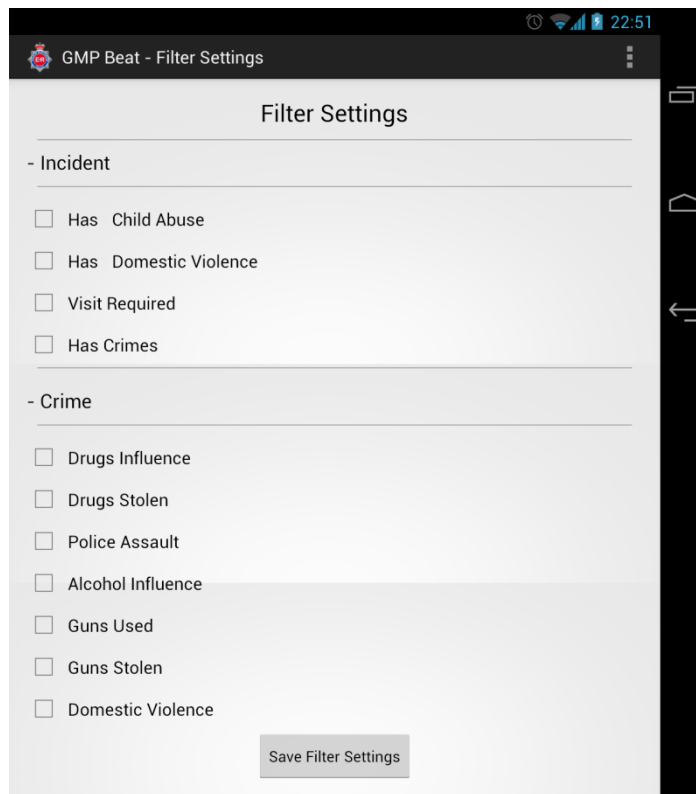 22:51
GMP Beat - Filter Settings
Filter Settings
- Incident
Has Child Abuse
Has Domestic Violence
Visit Required
Has Crimes
- Crime
Drugs Influence
Drugs Stolen
Police Assault
Alcohol Influence
Guns Used
Guns Stolen
Domestic Violence
Save Filter Settings